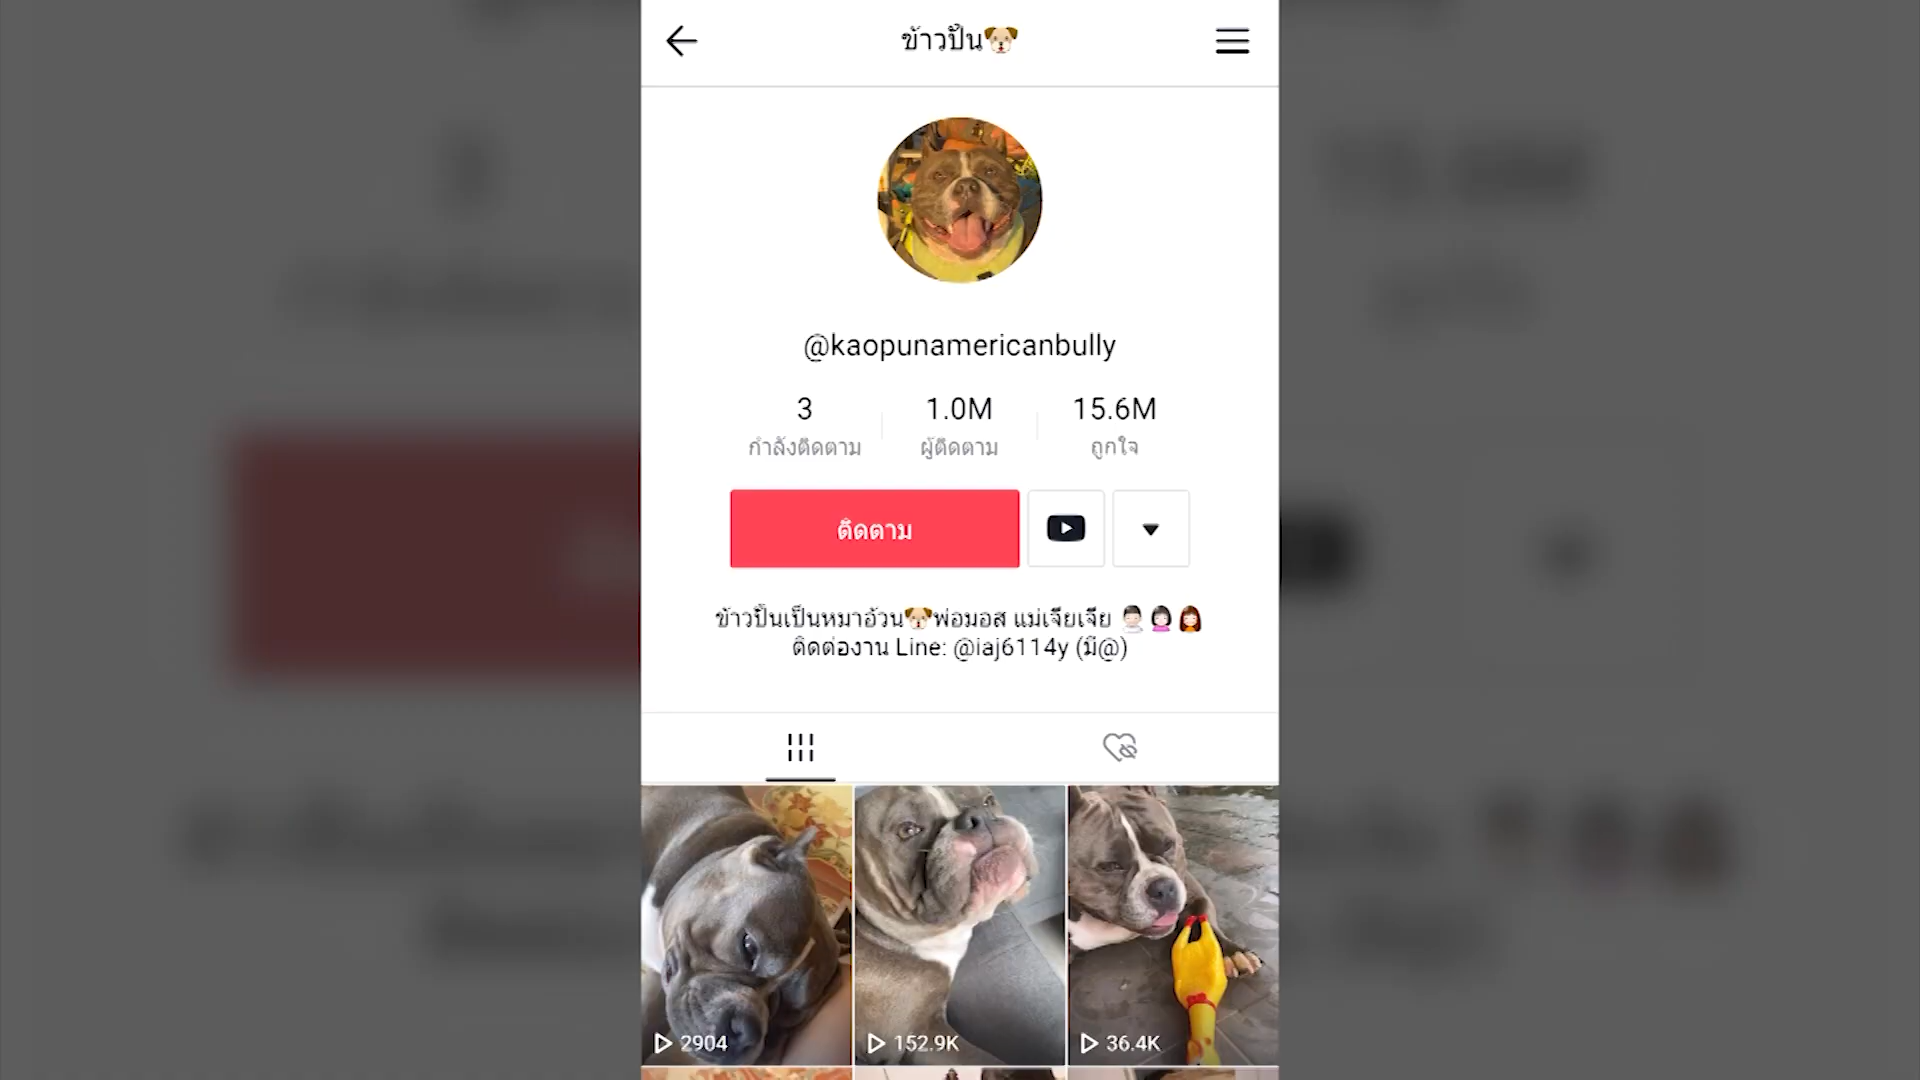 ข้าวปั้น
@kaopunamericanbully
3 1.0M 15.6M
กำลังติดตาม ผู้ติดตาม ถูกใจ
ติดตาม
ข้าวปั้นเป็นหมาอ้วน🐶พ่อมอส แม่เจียเจีย 👨🏻👩🏻👧🏻
ติดต่องาน Line: @iaj6114y (มี@)
2904 152.9K 36.4K